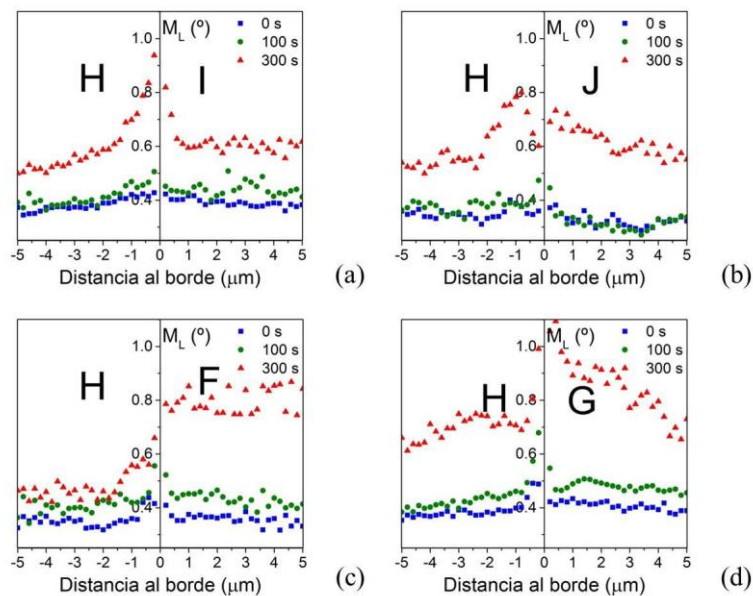 M_L (º)
0 s
100 s
300 s
1.0
0.8
0.6
0.4
H
I
-5 -4 -3 -2 -1 0 1 2 3 4 5
Distancia al borde (μm)
(a)
M_L (º)
0 s
100 s
300 s
1.0
0.8
0.6
0.4
H
J
-5 -4 -3 -2 -1 0 1 2 3 4 5
Distancia al borde (μm)
(b)
M_L (º)
0 s
100 s
300 s
1.0
0.8
0.6
0.4
H
F
-5 -4 -3 -2 -1 0 1 2 3 4 5
Distancia al borde (μm)
(c)
M_L (º)
0 s
100 s
300 s
1.0
0.8
0.6
0.4
H
G
-5 -4 -3 -2 -1 0 1 2 3 4 5
Distancia al borde (μm)
(d)